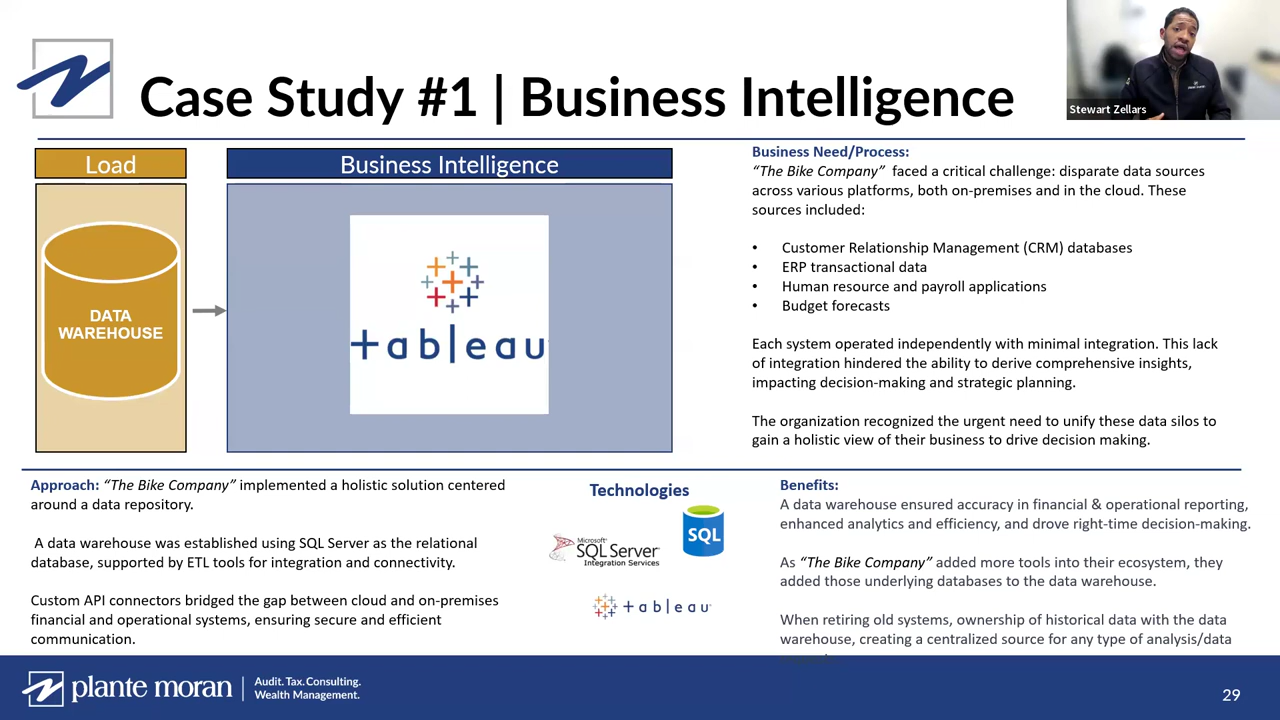 Case Study #1 | Business Intelligence
Stewart Zellars
Load
Business Intelligence
DATA
WAREHOUSE
+ableau
Business Need/Process:
“The Bike Company” faced a critical challenge: disparate data sources
across various platforms, both on-premises and in the cloud. These
sources included:
• Customer Relationship Management (CRM) databases
• ERP transactional data
• Human resource and payroll applications
• Budget forecasts
Each system operated independently with minimal integration. This lack
of integration hindered the ability to derive comprehensive insights,
impacting decision-making and strategic planning.
The organization recognized the urgent need to unify these data silos to
gain a holistic view of their business to drive decision making.
Approach: “The Bike Company” implemented a holistic solution centered
around a data repository.
A data warehouse was established using SQL Server as the relational
database, supported by ETL tools for integration and connectivity.
Custom API connectors bridged the gap between cloud and on-premises
financial and operational systems, ensuring secure and efficient
communication.
Technologies
Microsoft
SQL Server
Integration Services
SQL
+ableau
Benefits:
A data warehouse ensured accuracy in financial & operational reporting,
enhanced analytics and efficiency, and drove right-time decision-making.
As “The Bike Company” added more tools into their ecosystem, they
added those underlying databases to the data warehouse.
When retiring old systems, ownership of historical data with the data
warehouse, creating a centralized source for any type of analysis/data
plante moran
Audit. Tax. Consulting.
Wealth Management.
29